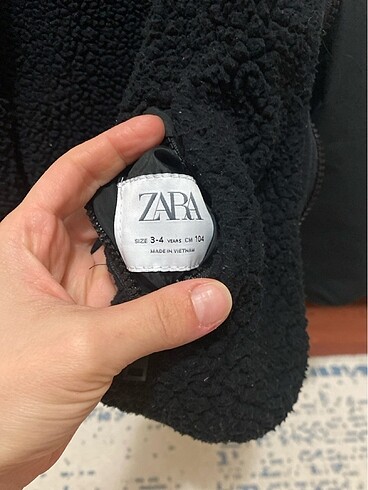 ZARA
SIZE 3-4 YEARS CM 104
MADE IN VIETNAM